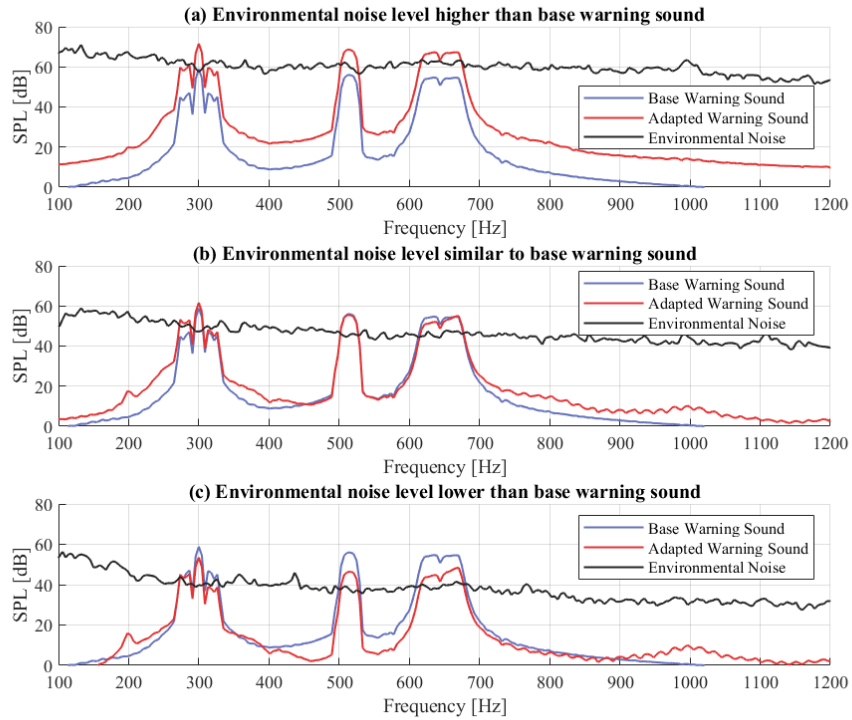 (a) Environmental noise level higher than base warning sound
80
60
40
20
0
SPL [dB]
Base Warning Sound
Adapted Warning Sound
Environmental Noise
100 200 300 400 500 600 700 800 900 1000 1100 1200
Frequency [Hz]
(b) Environmental noise level similar to base warning sound
80
60
40
20
0
SPL [dB]
Base Warning Sound
Adapted Warning Sound
Environmental Noise
100 200 300 400 500 600 700 800 900 1000 1100 1200
Frequency [Hz]
(c) Environmental noise level lower than base warning sound
80
60
40
20
0
SPL [dB]
Base Warning Sound
Adapted Warning Sound
Environmental Noise
100 200 300 400 500 600 700 800 900 1000 1100 1200
Frequency [Hz]